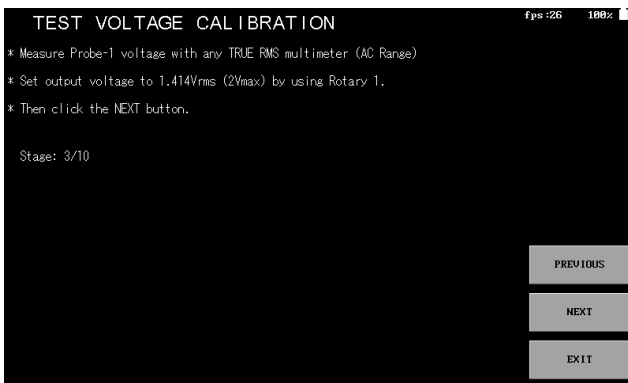 TEST VOLTAGE CALIBRATION
fps:26 100%
* Measure Probe-1 voltage with any TRUE RMS multimeter (AC Range)
* Set output voltage to 1.414Vrms (2Vmax) by using Rotary 1.
* Then click the NEXT button.
Stage: 3/10
PREVIOUS
NEXT
EXIT